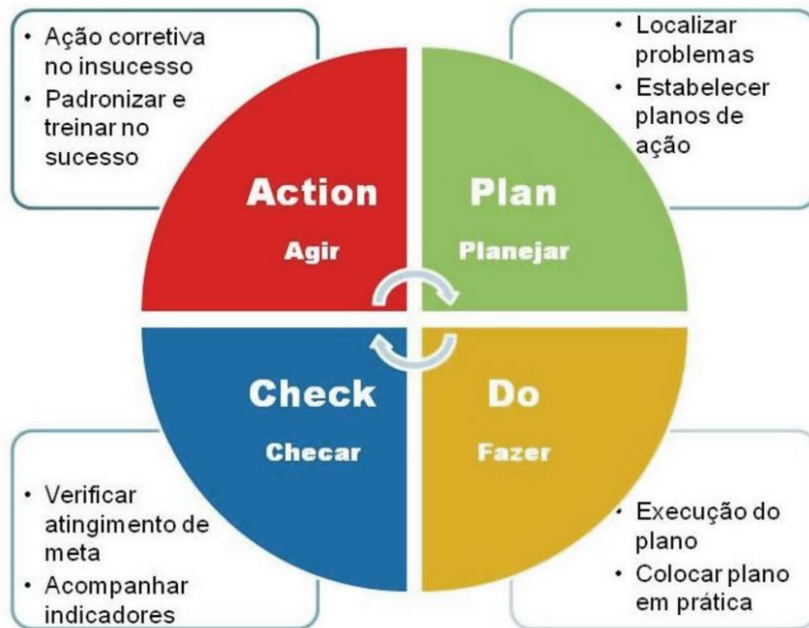 • Ação corretiva
no insucesso
• Padronizar e
treinar no
sucesso
• Localizar
problemas
• Estabelecer
planos de
ação
Action
Agir
Plan
Planejar
Check
Checar
Do
Fazer
• Verificar
atingimento de
meta
• Acompanhar
indicadores
• Execução do
plano
• Colocar plano
em prática